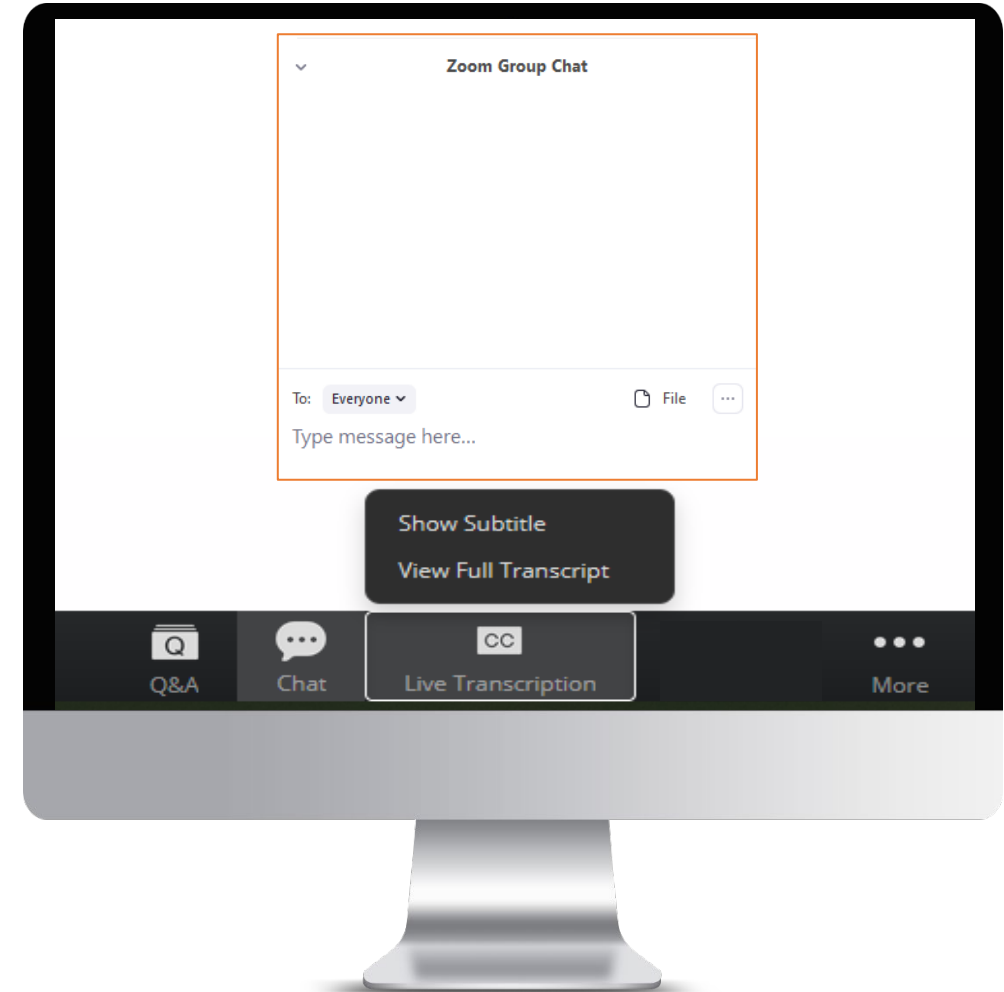 Zoom Group Chat
To: Everyone File
Type message here...
Show Subtitle
View Full Transcript
Q CC
Q&A Chat Live Transcription More